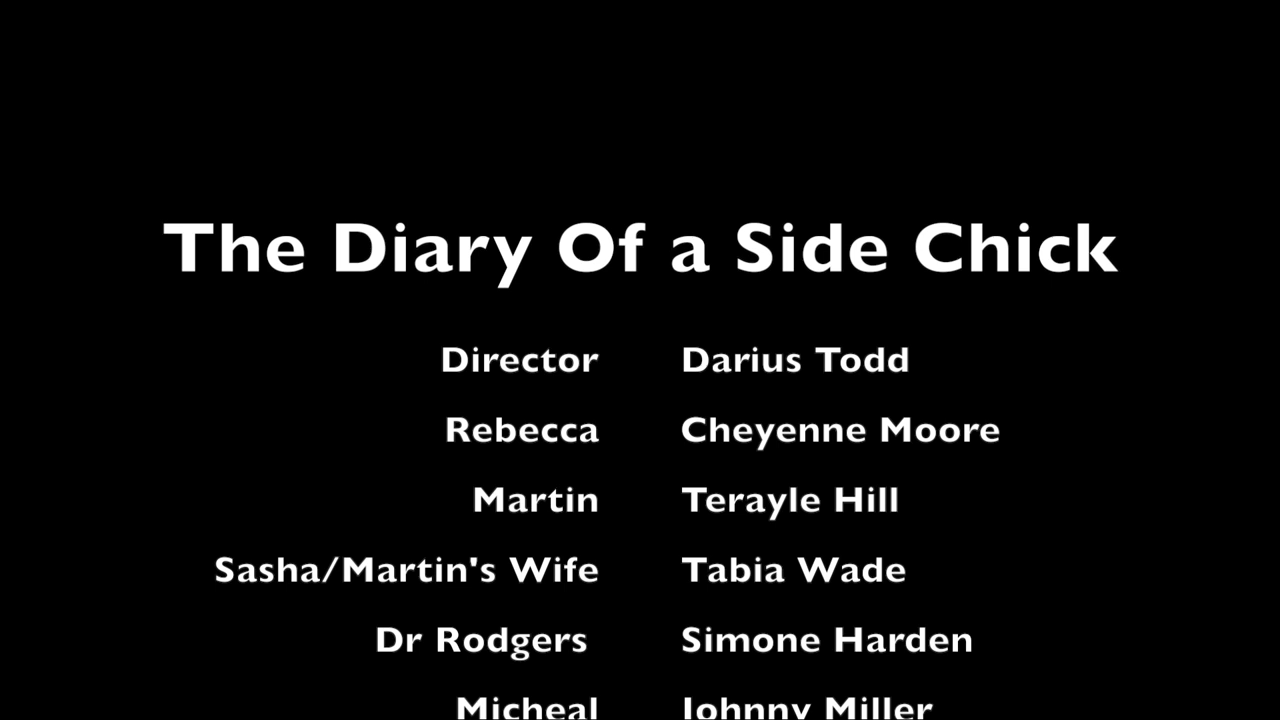 The Diary Of a Side Chick
Director Darius Todd
Rebecca Cheyenne Moore
Martin Terayle Hill
Sasha/Martin's Wife Tabia Wade
Dr Rodgers Simone Harden
Micheal Johnny Miller